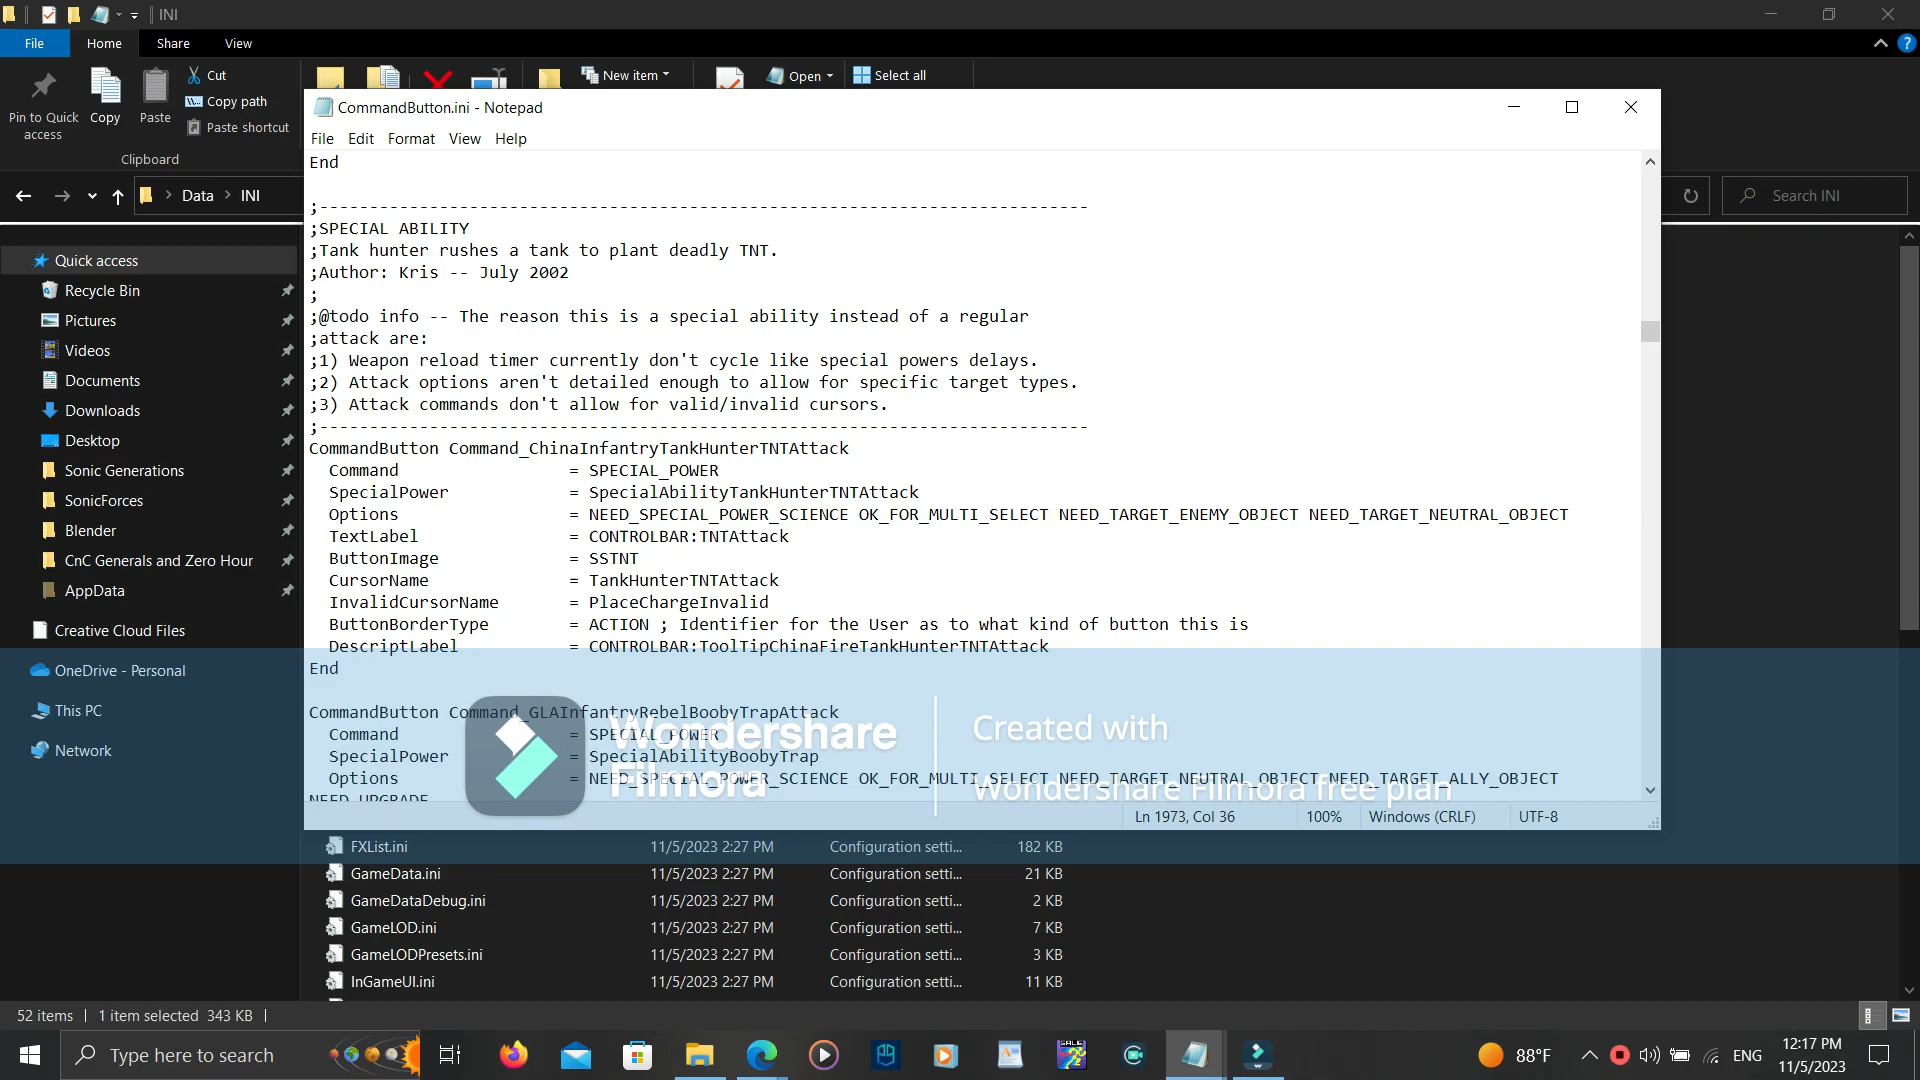 INI
File
Home
Share
View
Pin to Quick access
Copy
Paste
Cut
Copy path
Paste shortcut
Clipboard
New item
Open
Select all
Data
INI
Search INI
CommandButton.ini - Notepad
File Edit Format View Help
End
;-----------------------------------------------------------------------------
;SPECIAL ABILITY
;Tank hunter rushes a tank to plant deadly TNT.
;Author: Kris -- July 2002
;
;@todo info -- The reason this is a special ability instead of a regular
;attack are:
;1) Weapon reload timer currently don't cycle like special powers delays.
;2) Attack options aren't detailed enough to allow for specific target types.
;3) Attack commands don't allow for valid/invalid cursors.
;-----------------------------------------------------------------------------
CommandButton Command_ChinaInfantryTankHunterTNTAttack
Command = SPECIAL_POWER
SpecialPower = SpecialAbilityTankHunterTNTAttack
Options = NEED_SPECIAL_POWER_SCIENCE OK_FOR_MULTI_SELECT NEED_TARGET_ENEMY_OBJECT NEED_TARGET_NEUTRAL_OBJECT
TextLabel = CONTROLBAR:TNTAttack
ButtonImage = SSTNT
CursorName = TankHunterTNTAttack
InvalidCursorName = PlaceChargeInvalid
ButtonBorderType = ACTION ; Identifier for the User as to what kind of button this is
DescriptLabel = CONTROLBAR:ToolTipChinaFireTankHunterTNTAttack
End
CommandButton Command_GLAInfantryRebelBoobyTrapAttack
Command = SPECIAL_POWER
SpecialPower = SpecialAbilityBoobyTrap
Options = NEED_SPECIAL_POWER_SCIENCE OK_FOR_MULTI_SELECT NEED_TARGET_NEUTRAL_OBJECT NEED_TARGET_ALLY_OBJECT
NEED_UPGRADE
Ln 1973, Col 36
100%
Windows (CRLF)
UTF-8
Wondershare
Filmora
Created with
Wondershare Filmora free plan
Quick access
Recycle Bin
Pictures
Videos
Documents
Downloads
Desktop
Sonic Generations
SonicForces
Blender
CnC Generals and Zero Hour
AppData
Creative Cloud Files
OneDrive - Personal
This PC
Network
FXList.ini 11/5/2023 2:27 PM Configuration setti... 182 KB
GameData.ini 11/5/2023 2:27 PM Configuration setti... 21 KB
GameDataDebug.ini 11/5/2023 2:27 PM Configuration setti... 2 KB
GameLOD.ini 11/5/2023 2:27 PM Configuration setti... 7 KB
GameLODPresets.ini 11/5/2023 2:27 PM Configuration setti... 3 KB
InGameUI.ini 11/5/2023 2:27 PM Configuration setti... 11 KB
52 items
1 item selected 343 KB
Type here to search
88°F
ENG
12:17 PM
11/5/2023